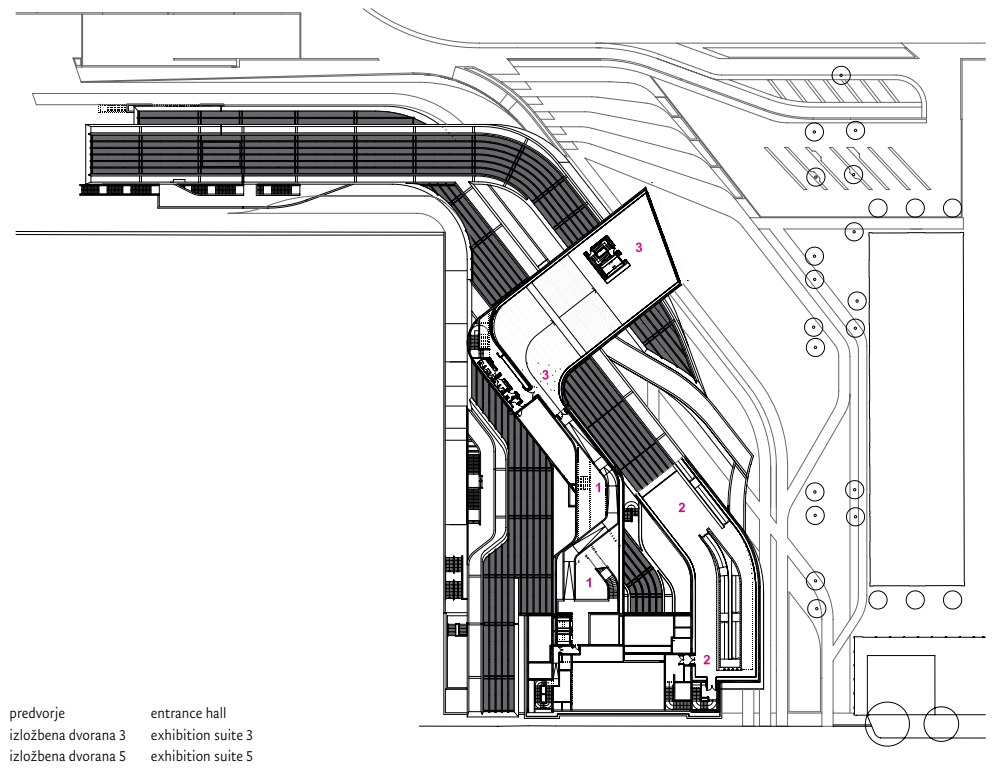 3
3
1
2
1
2
predvorje entrance hall
izložbena dvorana 3 exhibition suite 3
izložbena dvorana 5 exhibition suite 5